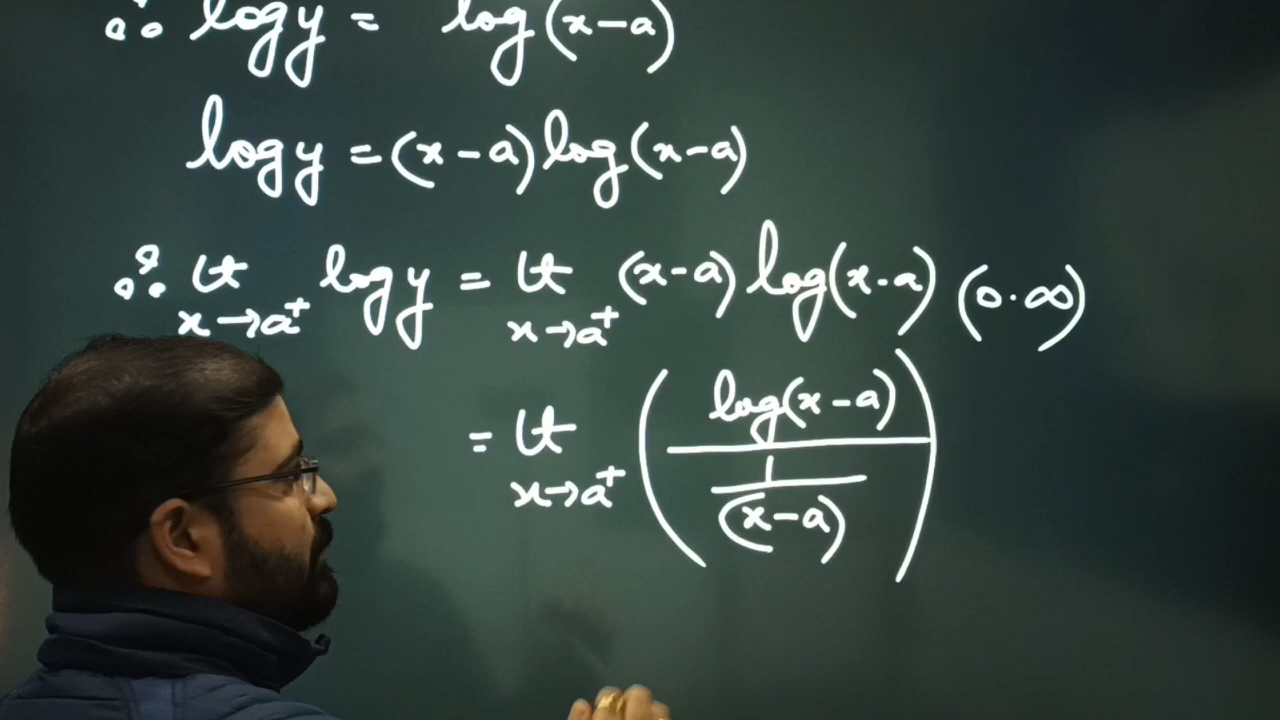 ∴ log y = log(x-a)
log y = (x-a) log(x-a)
∴ lt x→a⁺ log y = lt x→a⁺ (x-a) log(x-a) (0·∞)
= lt x→a⁺ ( log(x-a) / ( 1 / (x-a) ) )